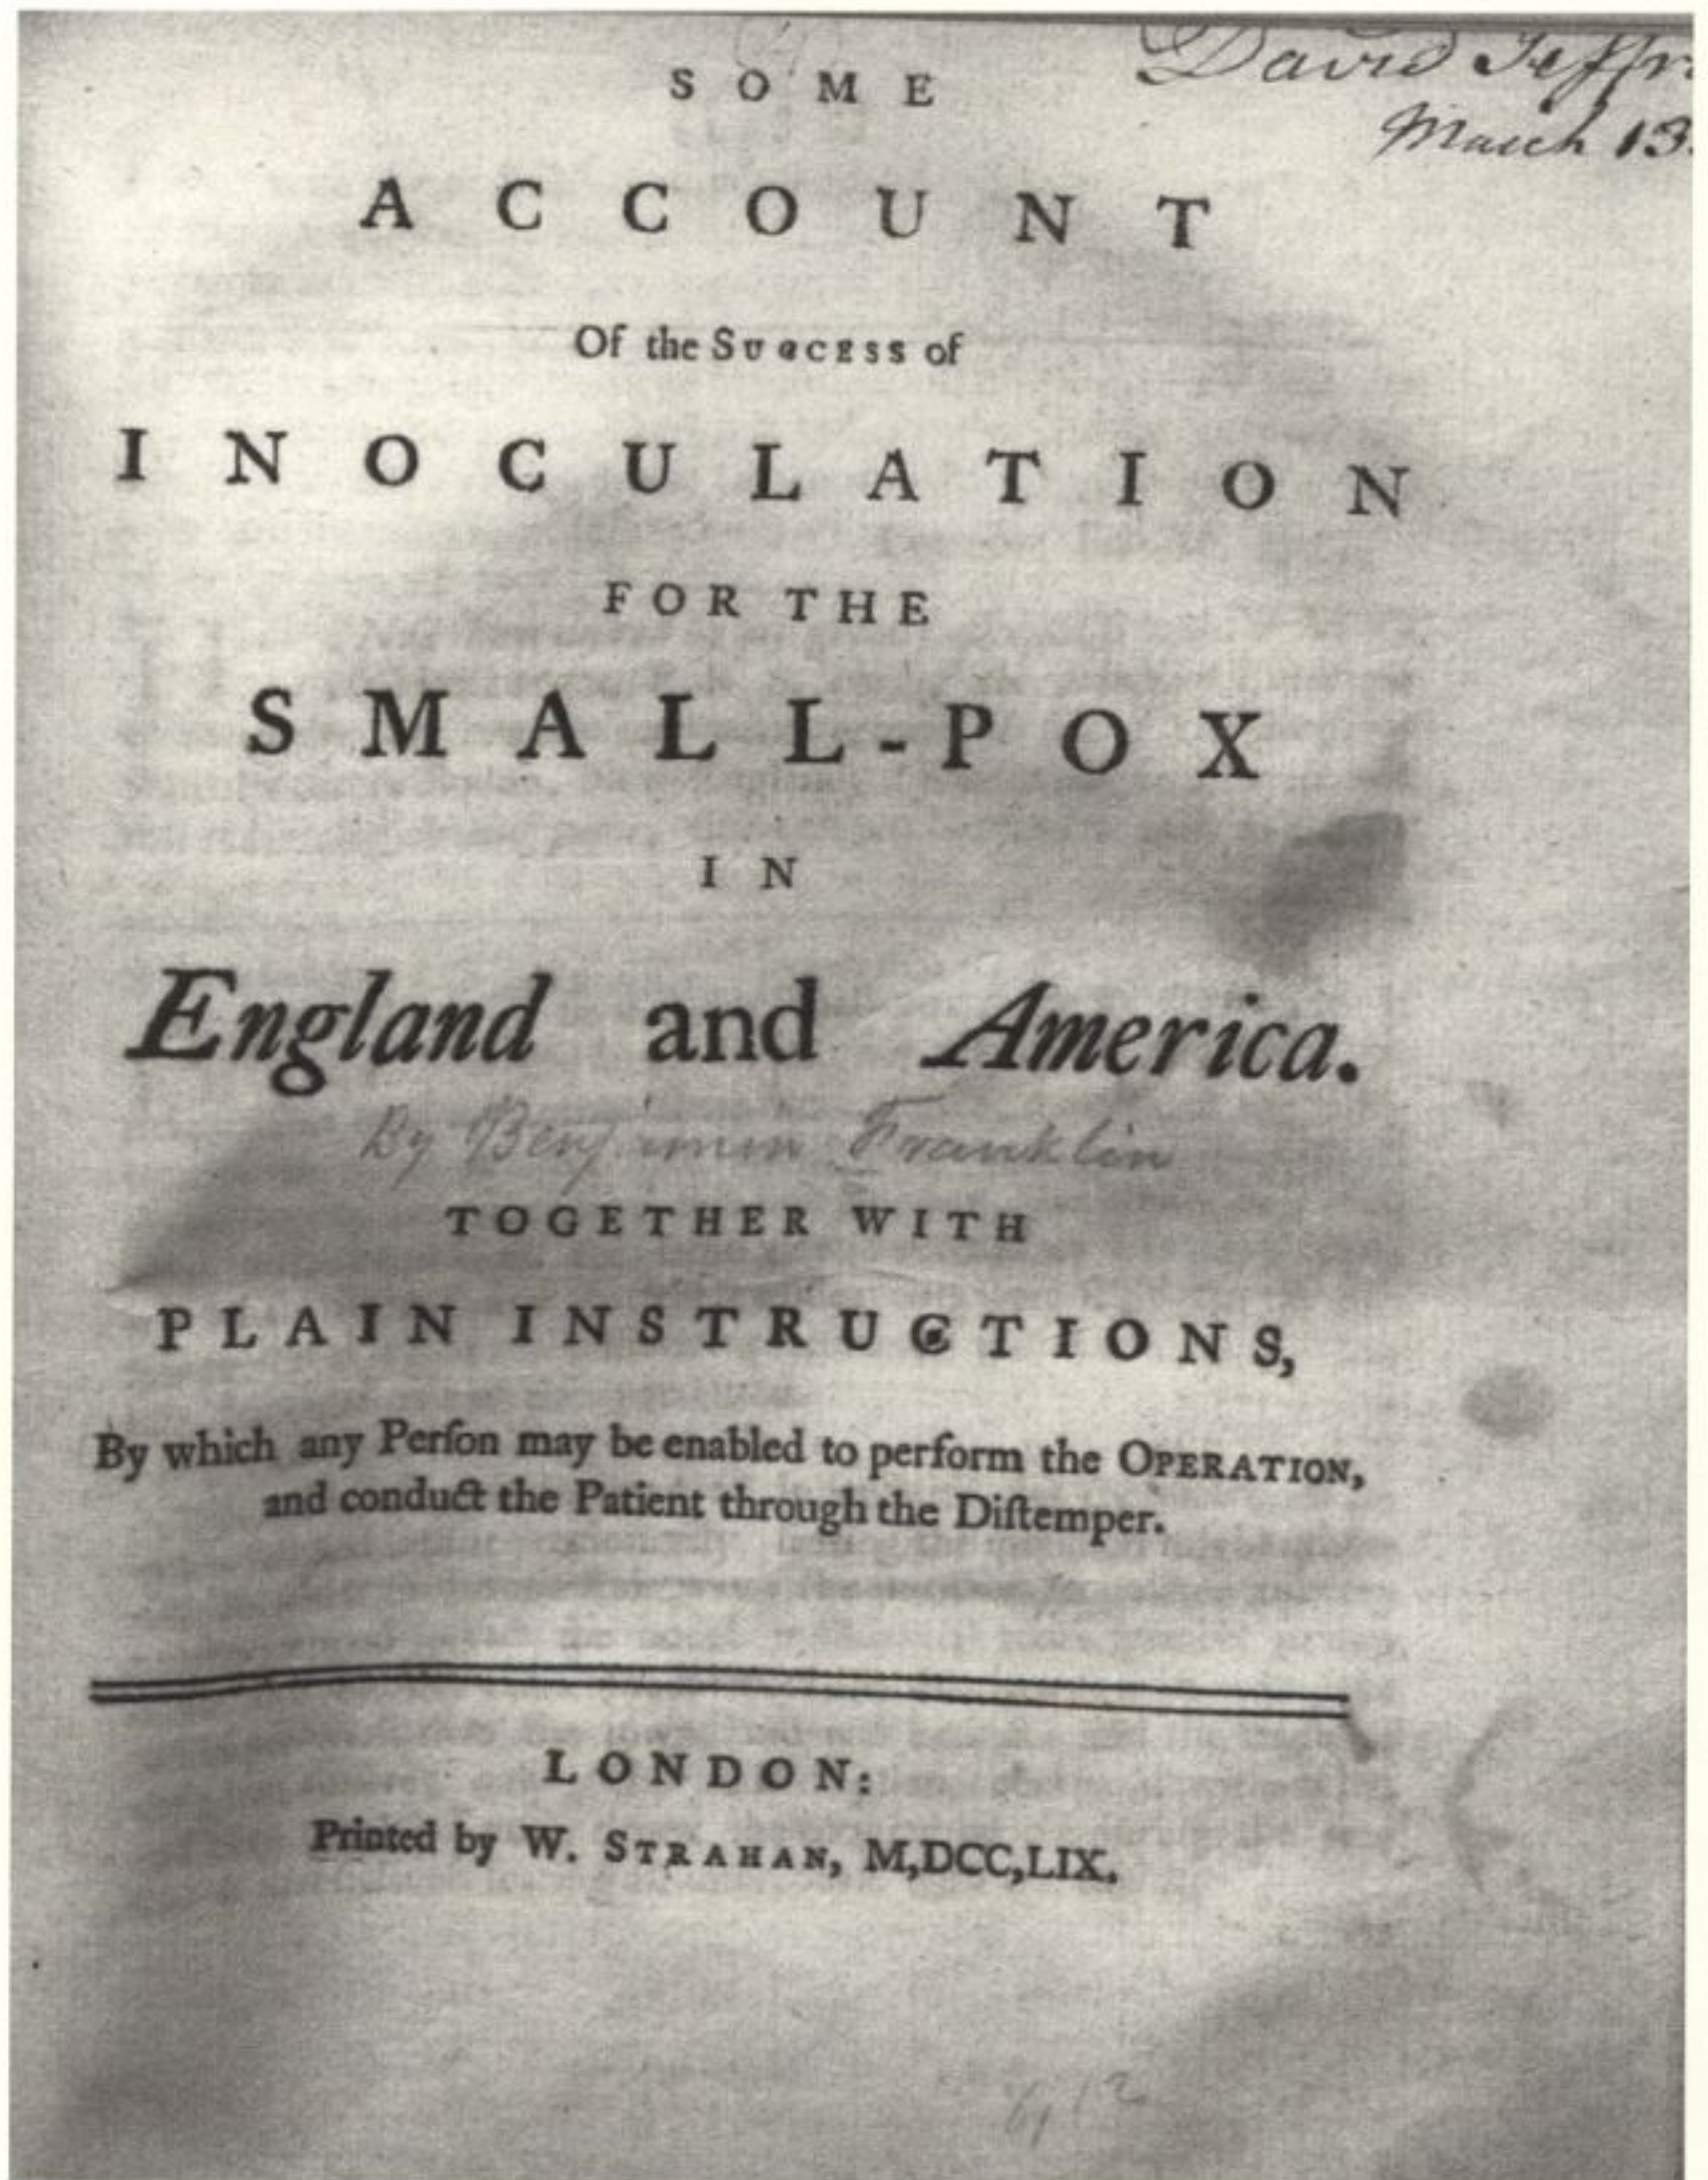 SOME
David Jeffr
March 13.
ACCOUNT
Of the SUCCESS of
INOCULATION
FOR THE
SMALL-POX
IN
England and America.
By Benjamin Franklin
TOGETHER WITH
PLAIN INSTRUCTIONS,
By which any Perſon may be enabled to perform the OPERATION,
and conduct the Patient through the Diſtemper.
LONDON:
Printed by W. STRAHAN, M,DCC,LIX.